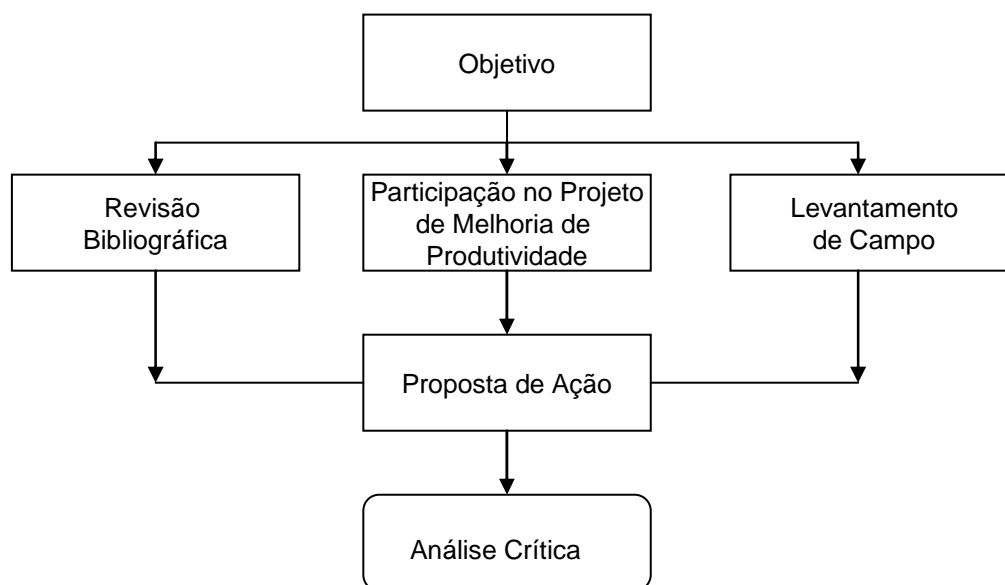 Objetivo
Revisão
Bibliográfica
Participação no Projeto
de Melhoria de
Produtividade
Levantamento
de Campo
Proposta de Ação
Análise Crítica